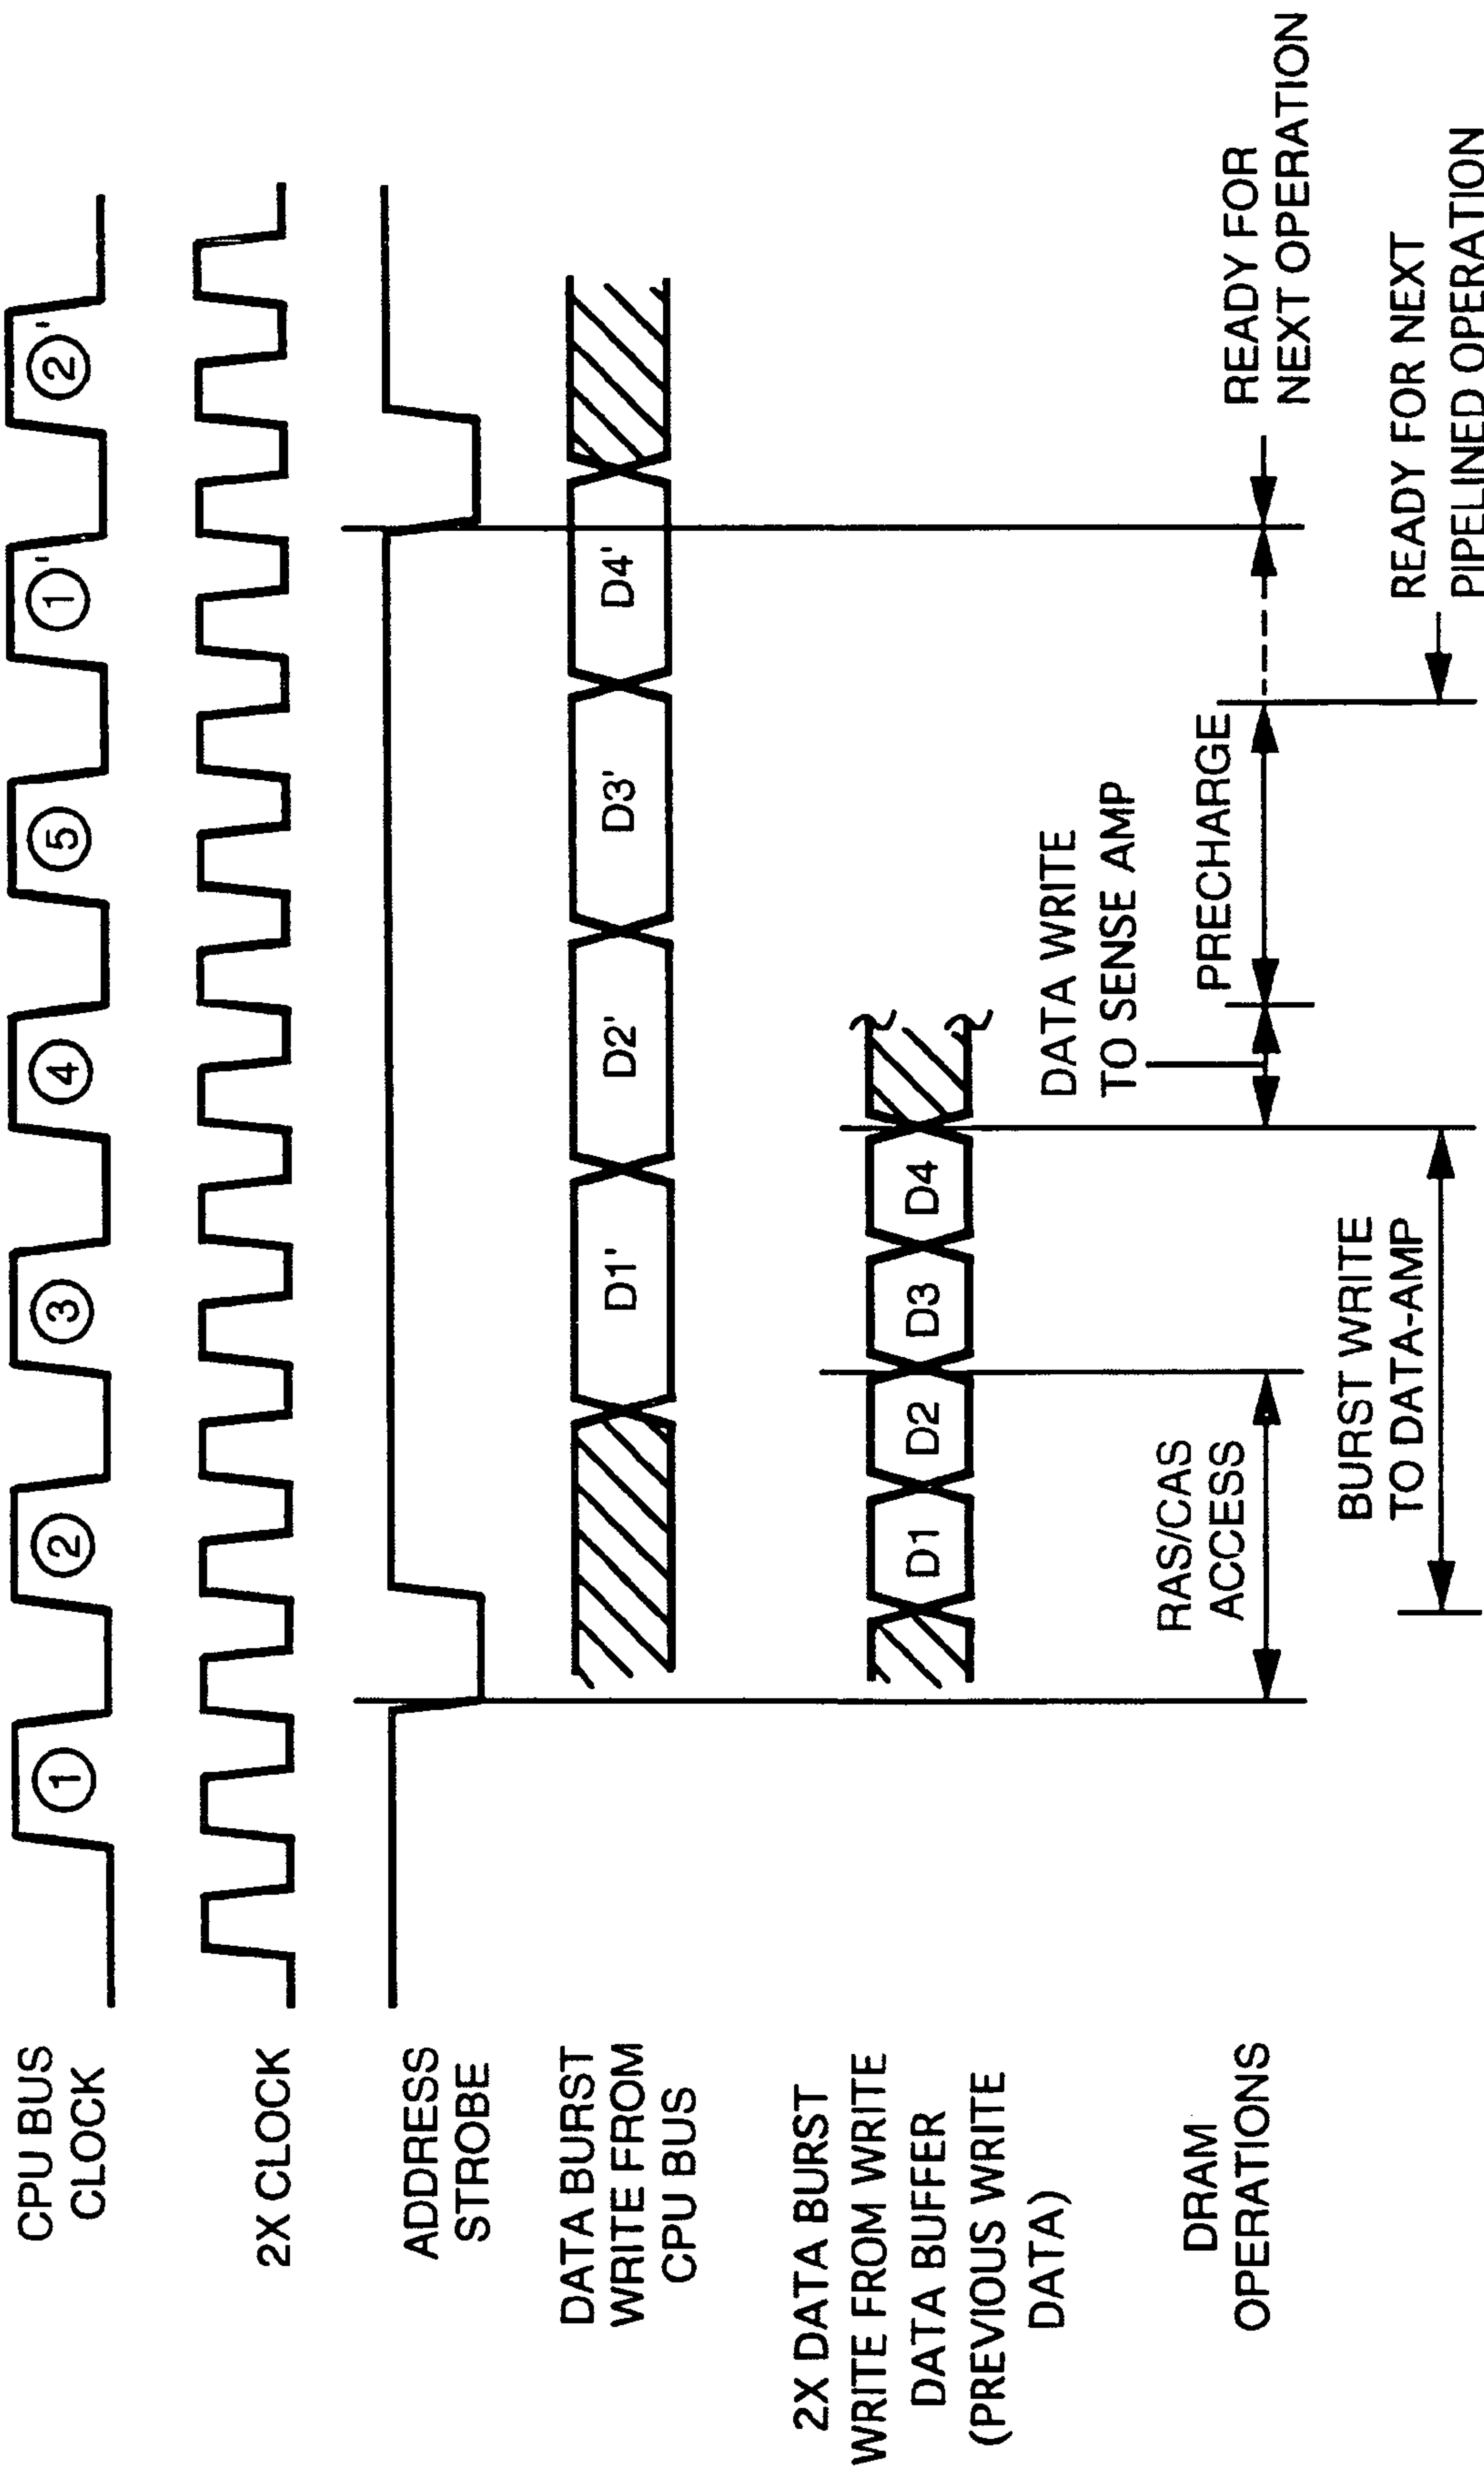 CPU BUS
CLOCK
① ② ③ ④ ⑤ ①' ②'
2X CLOCK
ADDRESS
STROBE
DATA BURST
WRITE FROM
CPU BUS
D1' D2' D3' D4'
2X DATA BURST
WRITE FROM WRITE
DATA BUFFER
(PREVIOUS WRITE
DATA)
D1 D2 D3 D4
DRAM
OPERATIONS
RAS/CAS
ACCESS
DATA WRITE
TO SENSE AMP
PRECHARGE
READY FOR
NEXT OPERATION
BURST WRITE
TO DATA-AMP
READY FOR NEXT
PIPELINED OPERATION